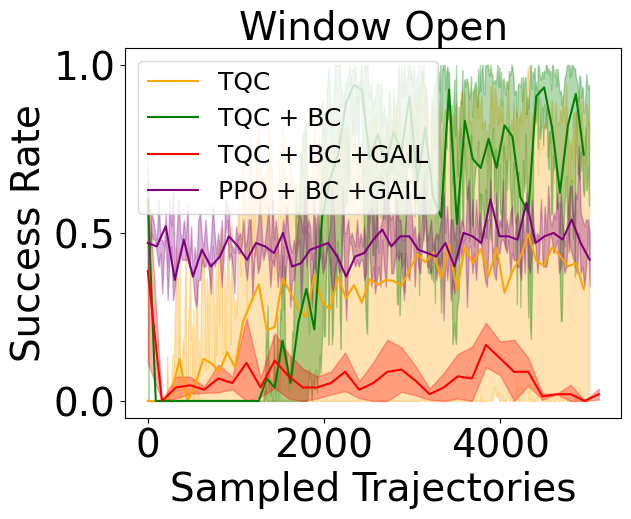 Window Open
1.0
0.5
0.0
Success Rate
TQC
TQC + BC
TQC + BC +GAIL
PPO + BC +GAIL
0
2000
4000
Sampled Trajectories